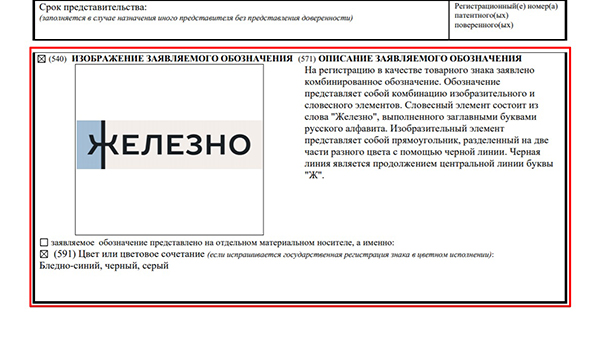 Срок представительства:
(заполняется в случае назначения иного представителя без представления доверенности)
Регистрационный(е) номер(а)
патентного(ых)
поверенного(ых)
(540) ИЗОБРАЖЕНИЕ ЗАЯВЛЯЕМОГО ОБОЗНАЧЕНИЯ
(571) ОПИСАНИЕ ЗАЯВЛЯЕМОГО ОБОЗНАЧЕНИЯ
ЖЕЛЕЗНО
На регистрацию в качестве товарного знака заявлено
комбинированное обозначение. Обозначение
представляет собой комбинацию изобразительного и
словесного элементов. Словесный элемент состоит из
слова "Железно", выполненного заглавными буквами
русского алфавита. Изобразительный элемент
представляет собой прямоугольник, разделенный на две
части разного цвета с помощью черной линии. Черная
линия является продолжением центральной линии буквы
"Ж".
заявляемое обозначение представлено на отдельном материальном носителе, а именно:
(591) Цвет или цветовое сочетание (если испрашивается государственная регистрация знака в цветном исполнении):
Бледно-синий, черный, серый